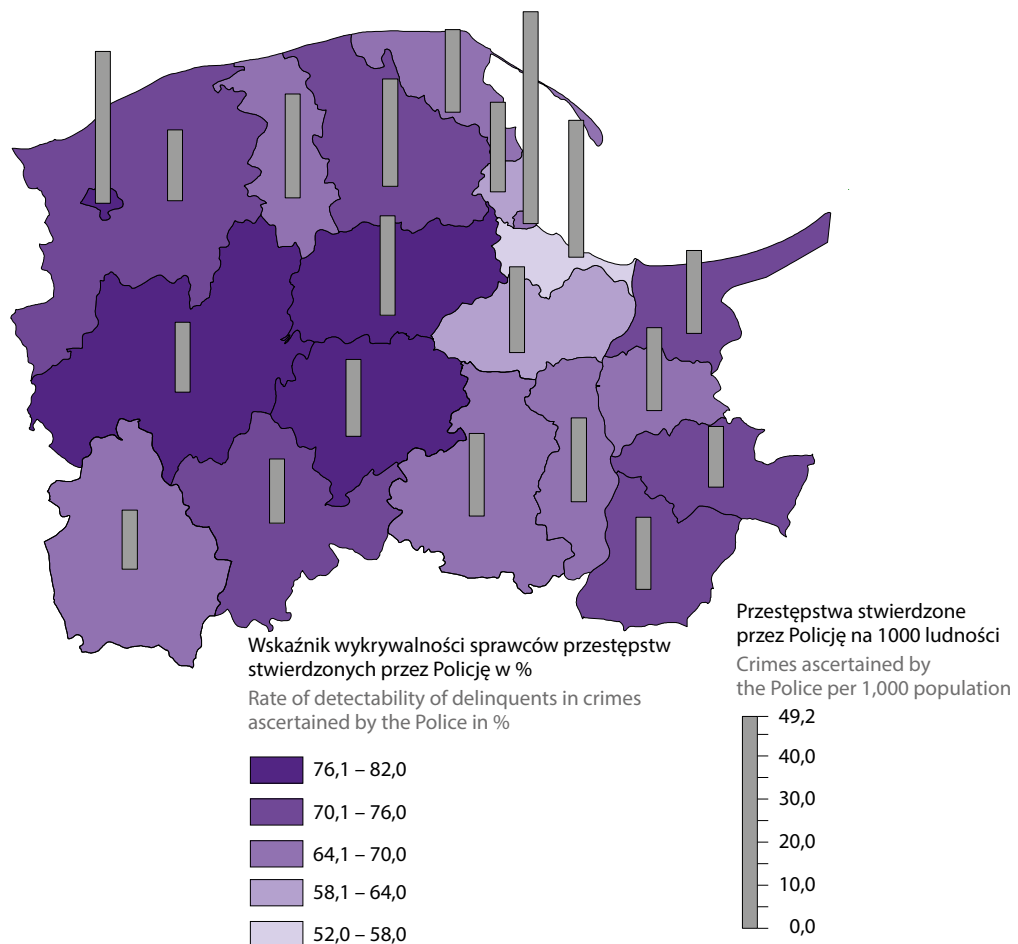 Wskaźnik wykrywalności sprawców przestępstw
stwierdzonych przez Policję w %
Rate of detectability of delinquents in crimes
ascertained by the Police in %
76,1 – 82,0
70,1 – 76,0
64,1 – 70,0
58,1 – 64,0
52,0 – 58,0
Przestępstwa stwierdzone
przez Policję na 1000 ludności
Crimes ascertained by
the Police per 1,000 population
49,2
40,0
30,0
20,0
10,0
0,0